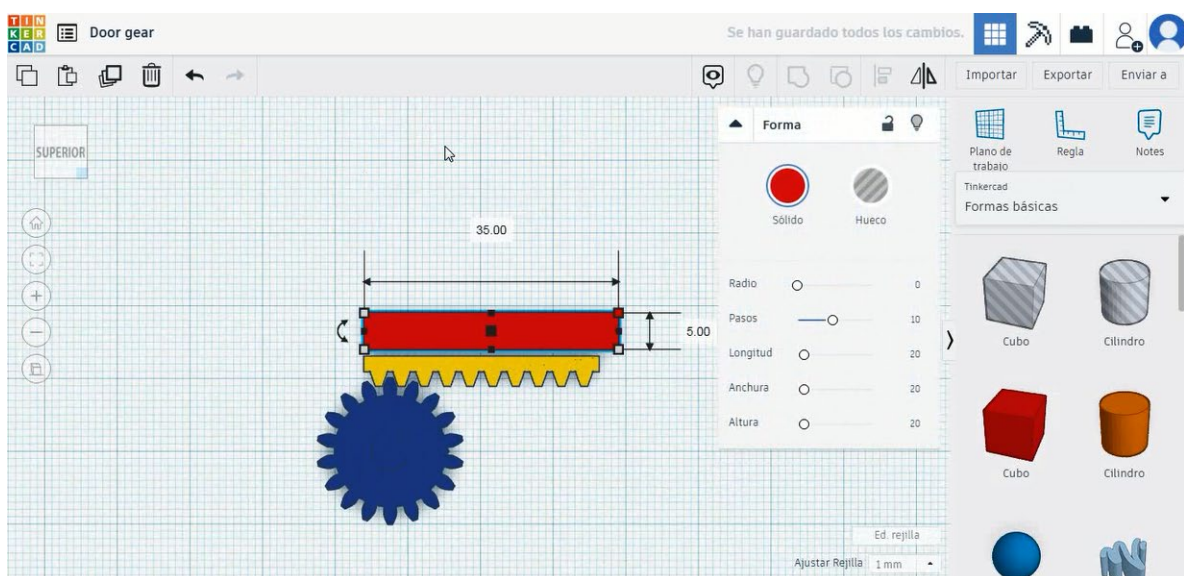 TIN
KER
CAD
Door gear
Se han guardado todos los cambios.
Importar
Exportar
Enviar a
SUPERIOR
Forma
Sólido
Hueco
Radio
0
Pasos
10
Longitud
20
Anchura
20
Altura
20
35.00
5.00
Plano de
trabajo
Regla
Notes
Tinkercad
Formas básicas
Cubo
Cilindro
Cubo
Cilindro
Ed. rejilla
Ajustar Rejilla
1 mm